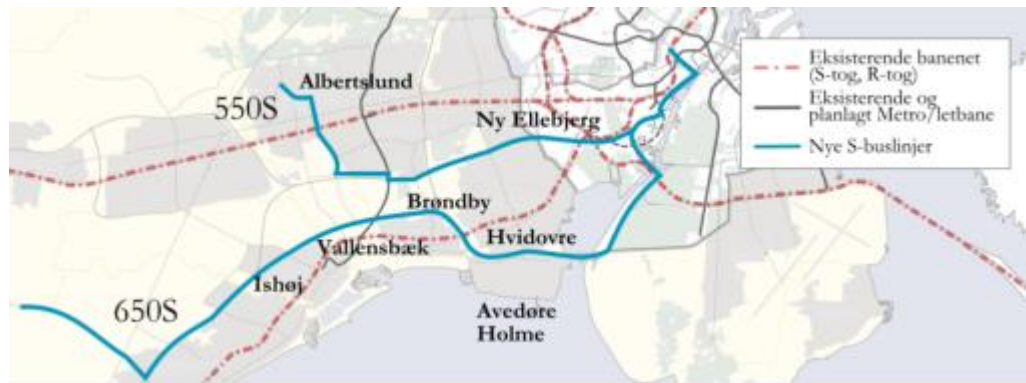 Albertslund
550S
Ny Ellebjerg
Brøndby
Vallensbæk
Hvidovre
Ishøj
650S
Avedøre
Holme
Eksisterende banenet
(S-tog, R-tog)
Eksisterende og
planlagt Metro/letbane
Nye S-buslinjer